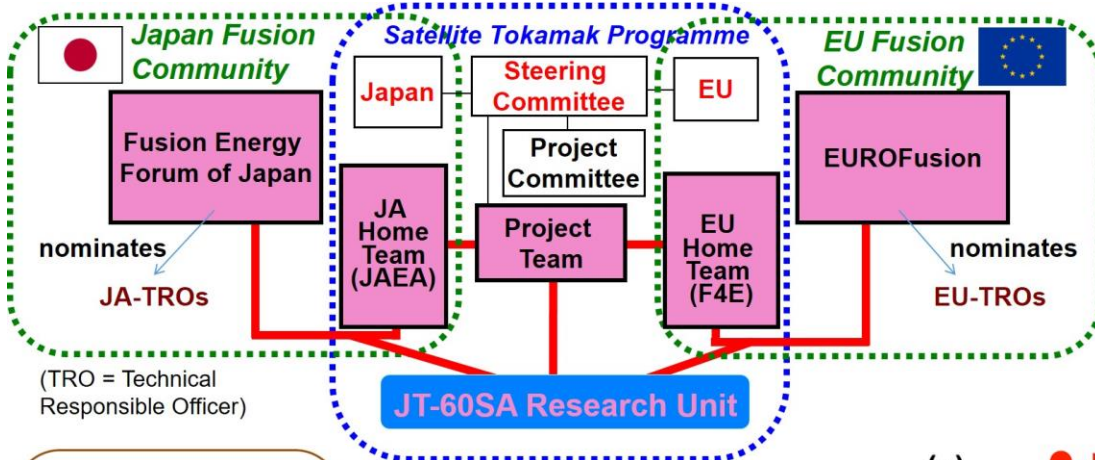 Japan Fusion
Community
Satellite Tokamak Programme
EU Fusion
Community
Japan
Steering
Committee
EU
Project
Committee
Fusion Energy
Forum of Japan
EUROFusion
JA
Home
Team
(JAEA)
Project
Team
EU
Home
Team
(F4E)
nominates
JA-TROs
nominates
EU-TROs
(TRO = Technical
Responsible Officer)
JT-60SA Research Unit